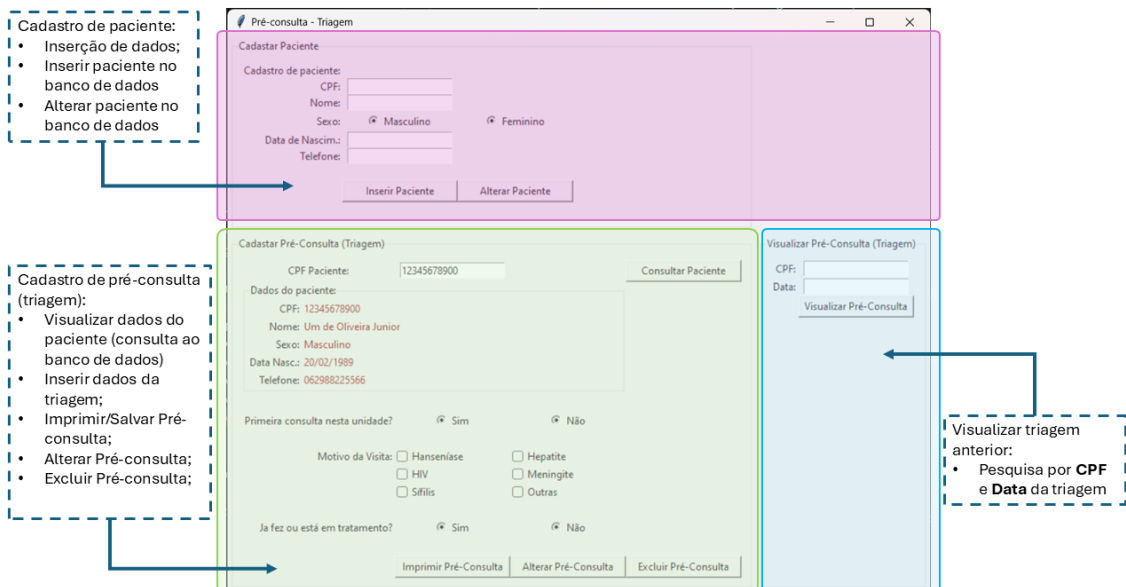 Cadastro de paciente:
• Inserção de dados;
• Inserir paciente no
banco de dados
• Alterar paciente no
banco de dados
Pré-consulta - Triagem
Cadastar Paciente
Cadastro de paciente:
CPF:
Nome:
Sexo: Masculino Feminino
Data de Nascim.:
Telefone:
Inserir Paciente Alterar Paciente
Cadastro de pré-consulta
(triagem):
• Visualizar dados do
paciente (consulta ao
banco de dados)
• Inserir dados da
triagem;
• Imprimir/Salvar Pré-
consulta;
• Alterar Pré-consulta;
• Excluir Pré-consulta;
Cadastar Pré-Consulta (Triagem)
CPF Paciente: 12345678900 Consultar Paciente
Dados do paciente:
CPF: 12345678900
Nome: Um de Oliveira Junior
Sexo: Masculino
Data Nasc.: 20/02/1989
Telefone: 062988225566
Primeira consulta nesta unidade? Sim Não
Motivo da Visita: Hanseníase Hepatite
HIV Meningite
Sífilis Outras
Ja fez ou está em tratamento? Sim Não
Imprimir Pré-Consulta Alterar Pré-Consulta Excluir Pré-Consulta
Visualizar Pré-Consulta (Triagem)
CPF:
Data:
Visualizar Pré-Consulta
Visualizar triagem
anterior:
• Pesquisa por CPF
e Data da triagem